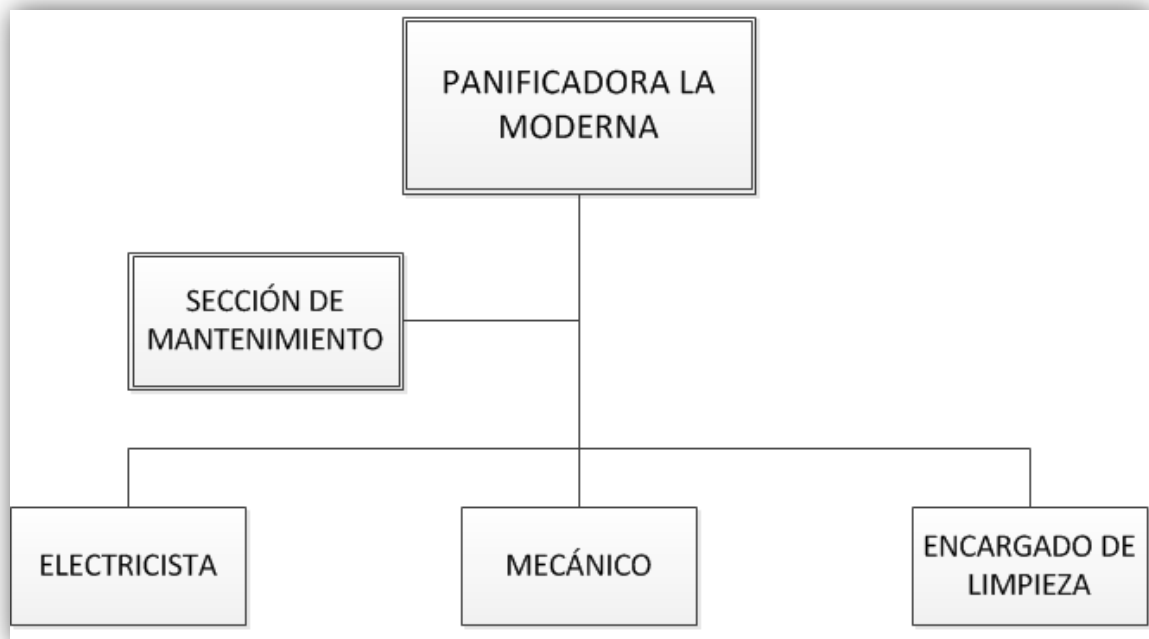 PANIFICADORA LA
MODERNA
SECCIÓN DE
MANTENIMIENTO
ELECTRICISTA
MECÁNICO
ENCARGADO DE
LIMPIEZA